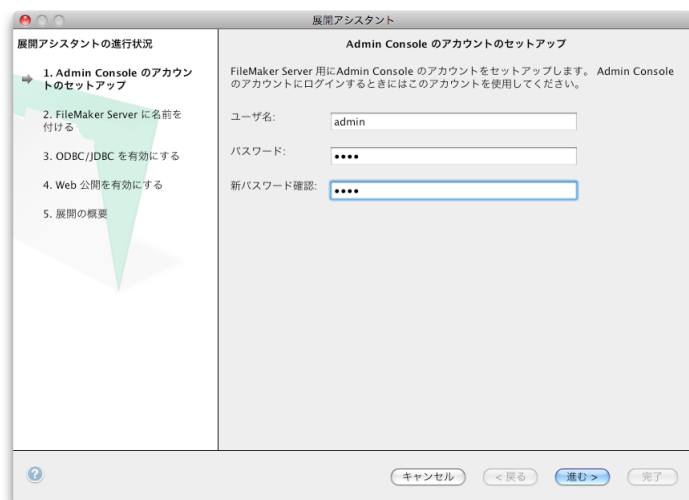 展開アシスタント
展開アシスタントの進行状況
1. Admin Console のアカウン
トのセットアップ
2. FileMaker Server に名前を
付ける
3. ODBC/JDBC を有効にする
4. Web 公開を有効にする
5. 展開の概要
Admin Console のアカウントのセットアップ
FileMaker Server 用にAdmin Console のアカウントをセットアップします。 Admin Console
のアカウントにログインするときにはこのアカウントを使用してください。
ユーザ名:
admin
パスワード:
••••
新パスワード確認:
••••
?
キャンセル
< 戻る
進む >
完了